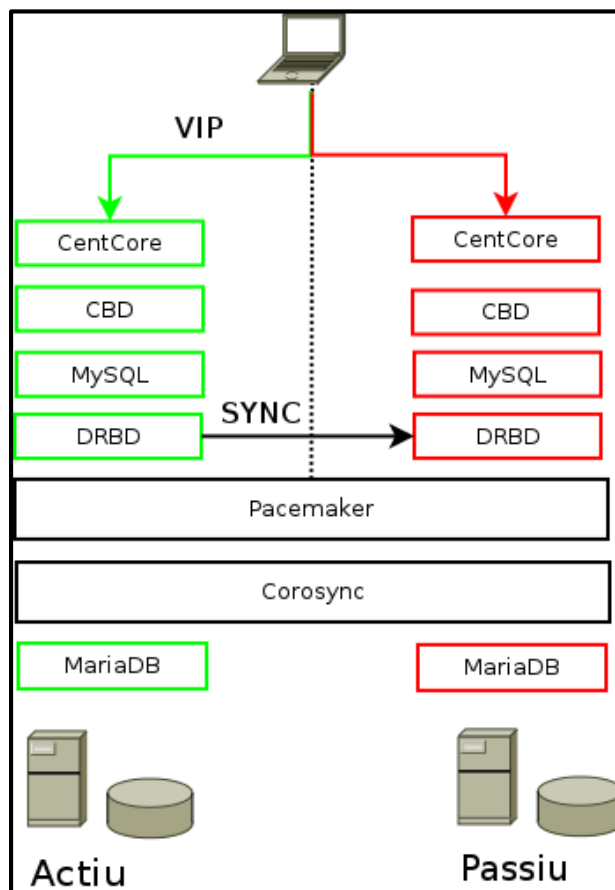 VIP
CentCore
CentCore
CBD
CBD
MySQL
MySQL
SYNC
DRBD
DRBD
Pacemaker
Corosync
MariaDB
MariaDB
Actiu
Passiu